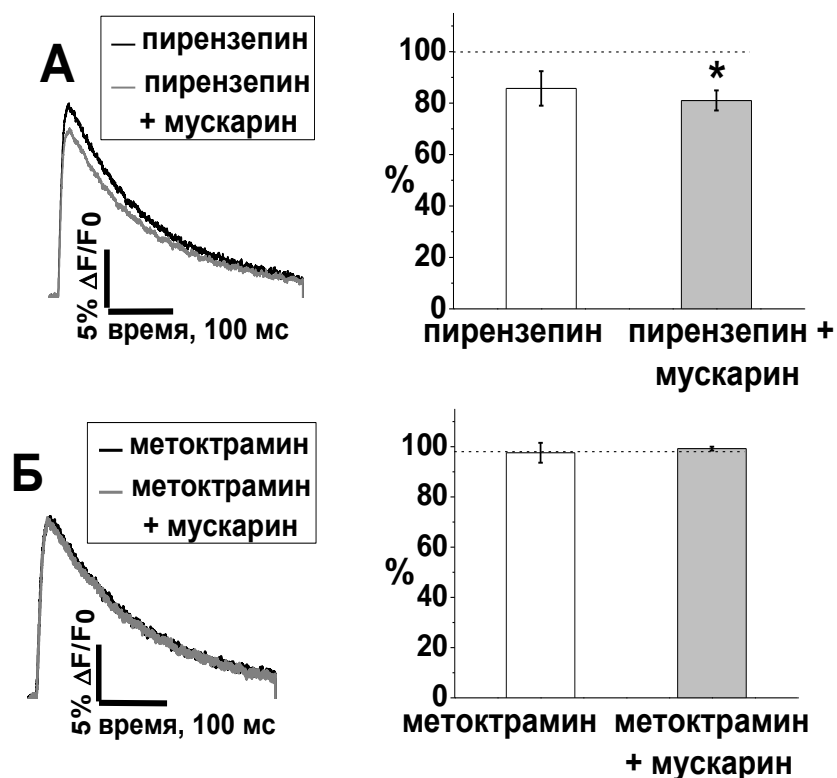 А
пирензепин
пирензепин
+ мускарин
5% ΔF/F0
время, 100 мс
%
100
80
60
40
20
0
*
пирензепин
пирензепин +
мускарин
Б
метоктрамин
метоктрамин
+ мускарин
5% ΔF/F0
время, 100 мс
%
100
80
60
40
20
0
метоктрамин
метоктрамин
+ мускарин